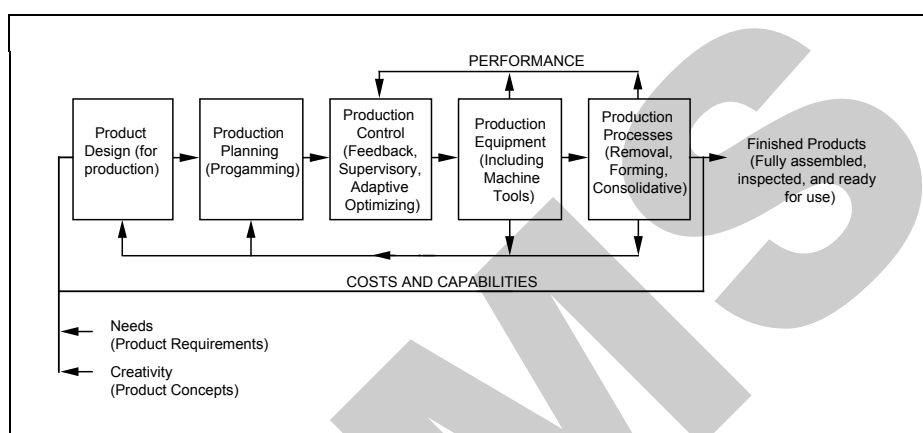 PERFORMANCE
Product
Design (for
production)
Production
Planning
(Progamming)
Production
Control
(Feedback,
Supervisory,
Adaptive
Optimizing)
Production
Equipment
(Including
Machine
Tools)
Production
Processes
(Removal,
Forming,
Consolidative)
Finished Products
(Fully assembled,
inspected, and ready
for use)
COSTS AND CAPABILITIES
Needs
(Product Requirements)
Creativity
(Product Concepts)
MS